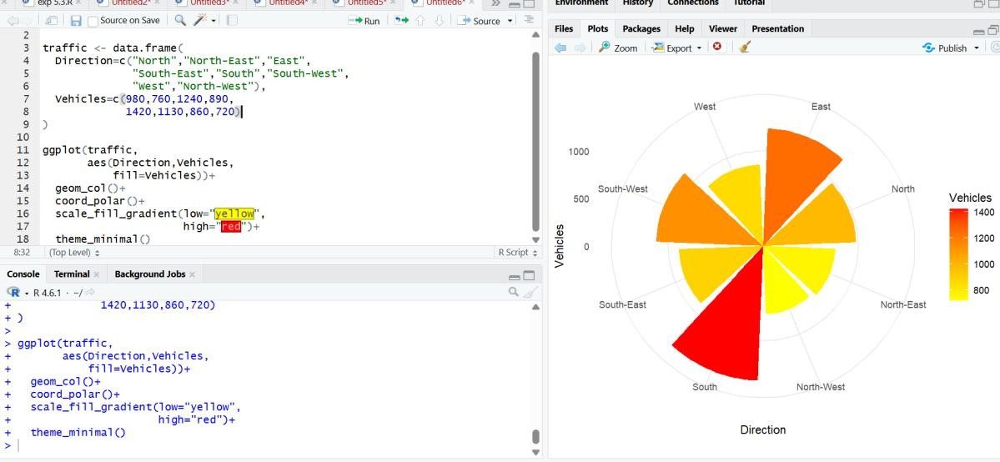 exp 5.3.R
Untitled2*
Untitled3*
Untitled4*
Untitled5*
Untitled6*
Source on Save
Run
Source
2
3 traffic <- data.frame(
4 Direction=c("North","North-East","East",
5 "South-East","South","South-West",
6 "West","North-West"),
7 Vehicles=c(980,760,1240,890,
8 1420,1130,860,720)
9 )
10
11 ggplot(traffic,
12 aes(Direction,Vehicles,
13 fill=Vehicles))+
14 geom_col()+
15 coord_polar()+
16 scale_fill_gradient(low="yellow",
17 high="red")+
18 theme_minimal()
8:32 (Top Level) R Script
Console Terminal Background Jobs
R 4.6.1 · ~/
+ 1420,1130,860,720)
+ )
>
> ggplot(traffic,
+ aes(Direction,Vehicles,
+ fill=Vehicles))+
+ geom_col()+
+ coord_polar()+
+ scale_fill_gradient(low="yellow",
+ high="red")+
+ theme_minimal()
>
Environment History Connections Tutorial
Files Plots Packages Help Viewer Presentation
Zoom Export Publish
West
East
South-West
North
South-East
North-East
South
North-West
1000
500
0
Vehicles
Direction
Vehicles
1400
1200
1000
800